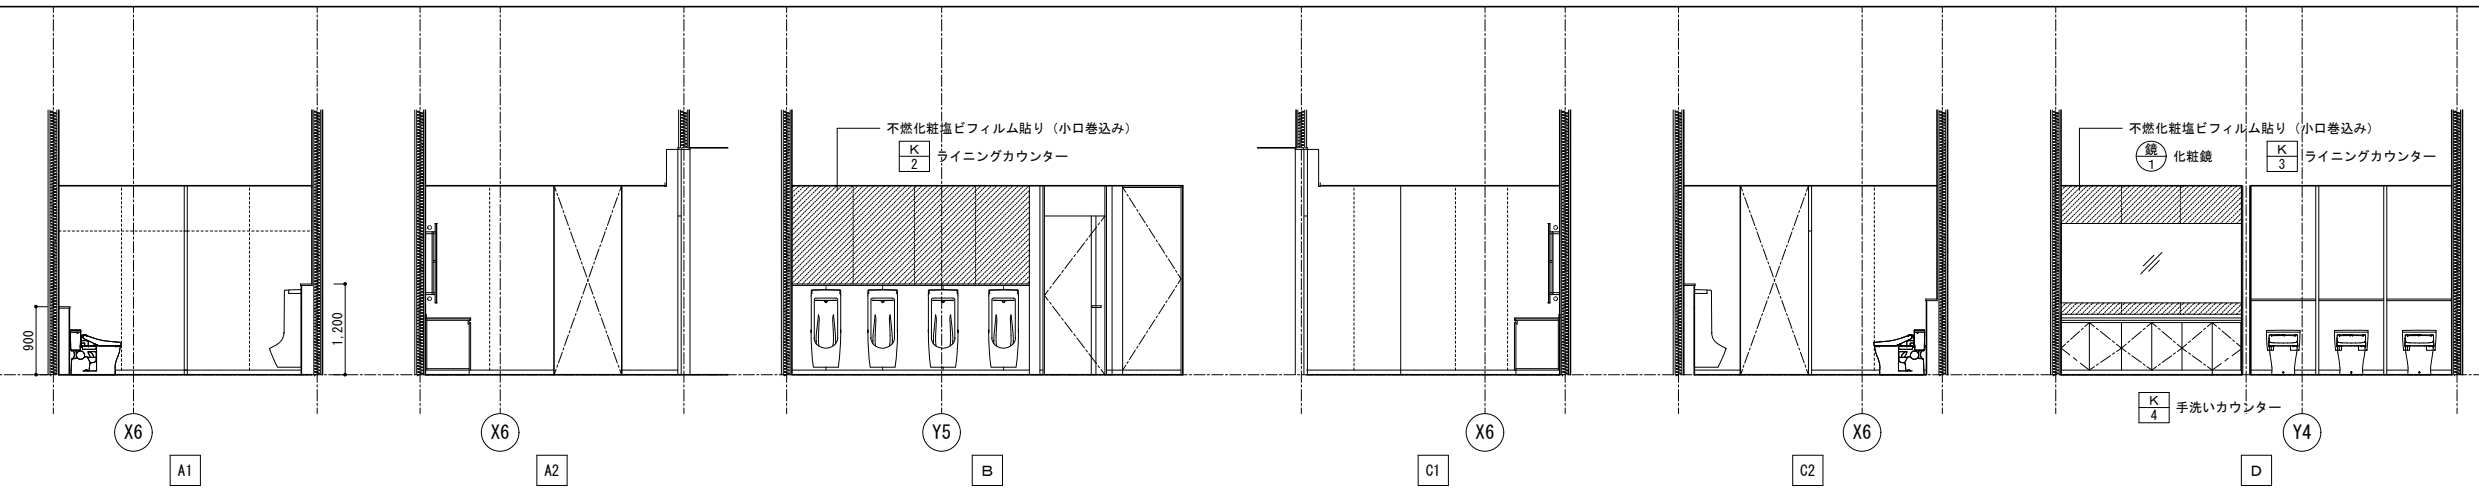 不燃化粧塩ビフィルム貼り（小口巻込み）
K
2
ライニングカウンター
不燃化粧塩ビフィルム貼り（小口巻込み）
鏡
1
化粧鏡
K
3
ライニングカウンター
900
1,200
K
4
手洗いカウンター
X6
X6
Y5
X6
X6
Y4
A1
A2
B
C1
C2
D